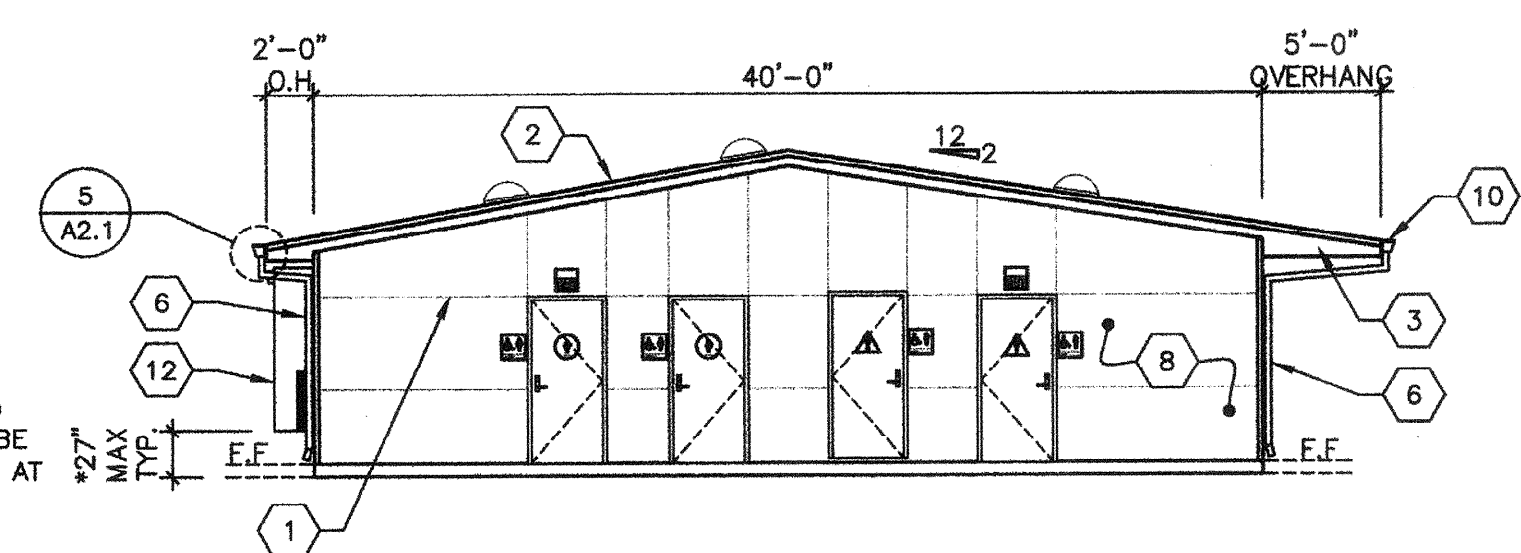 2'-0"
O.H
40'-0"
5'-0"
OVERHANG
2
12
2
5
A2.1
10
6
3
12
8
6
BE
AT
*27"
MAX
TYP.
F.F
F.F
1